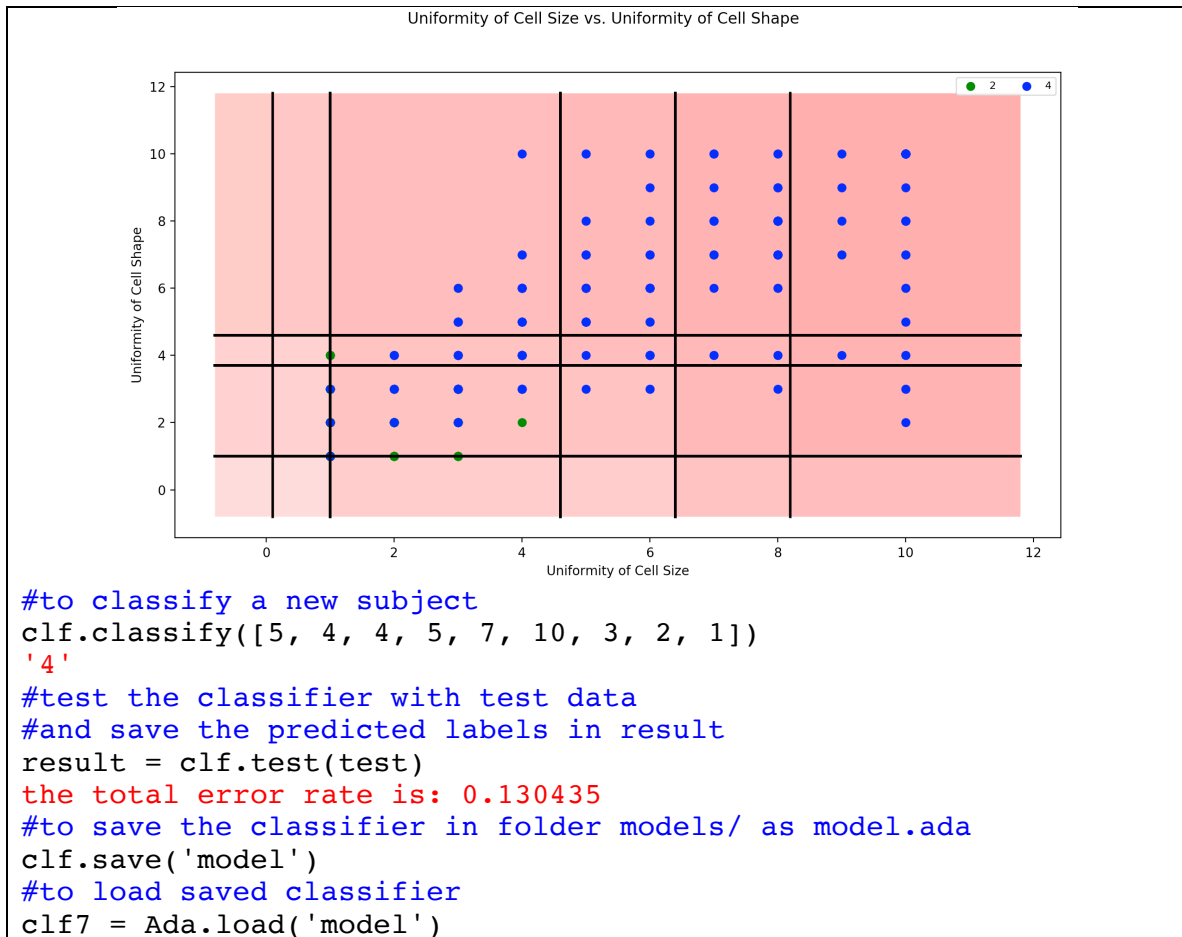 Uniformity of Cell Size vs. Uniformity of Cell Shape
2 4
12
10
8
6
4
2
0
Uniformity of Cell Shape
0 2 4 6 8 10 12
Uniformity of Cell Size
#to classify a new subject
clf.classify([5, 4, 4, 5, 7, 10, 3, 2, 1])
'4'
#test the classifier with test data
#and save the predicted labels in result
result = clf.test(test)
the total error rate is: 0.130435
#to save the classifier in folder models/ as model.ada
clf.save('model')
#to load saved classifier
clf7 = Ada.load('model')